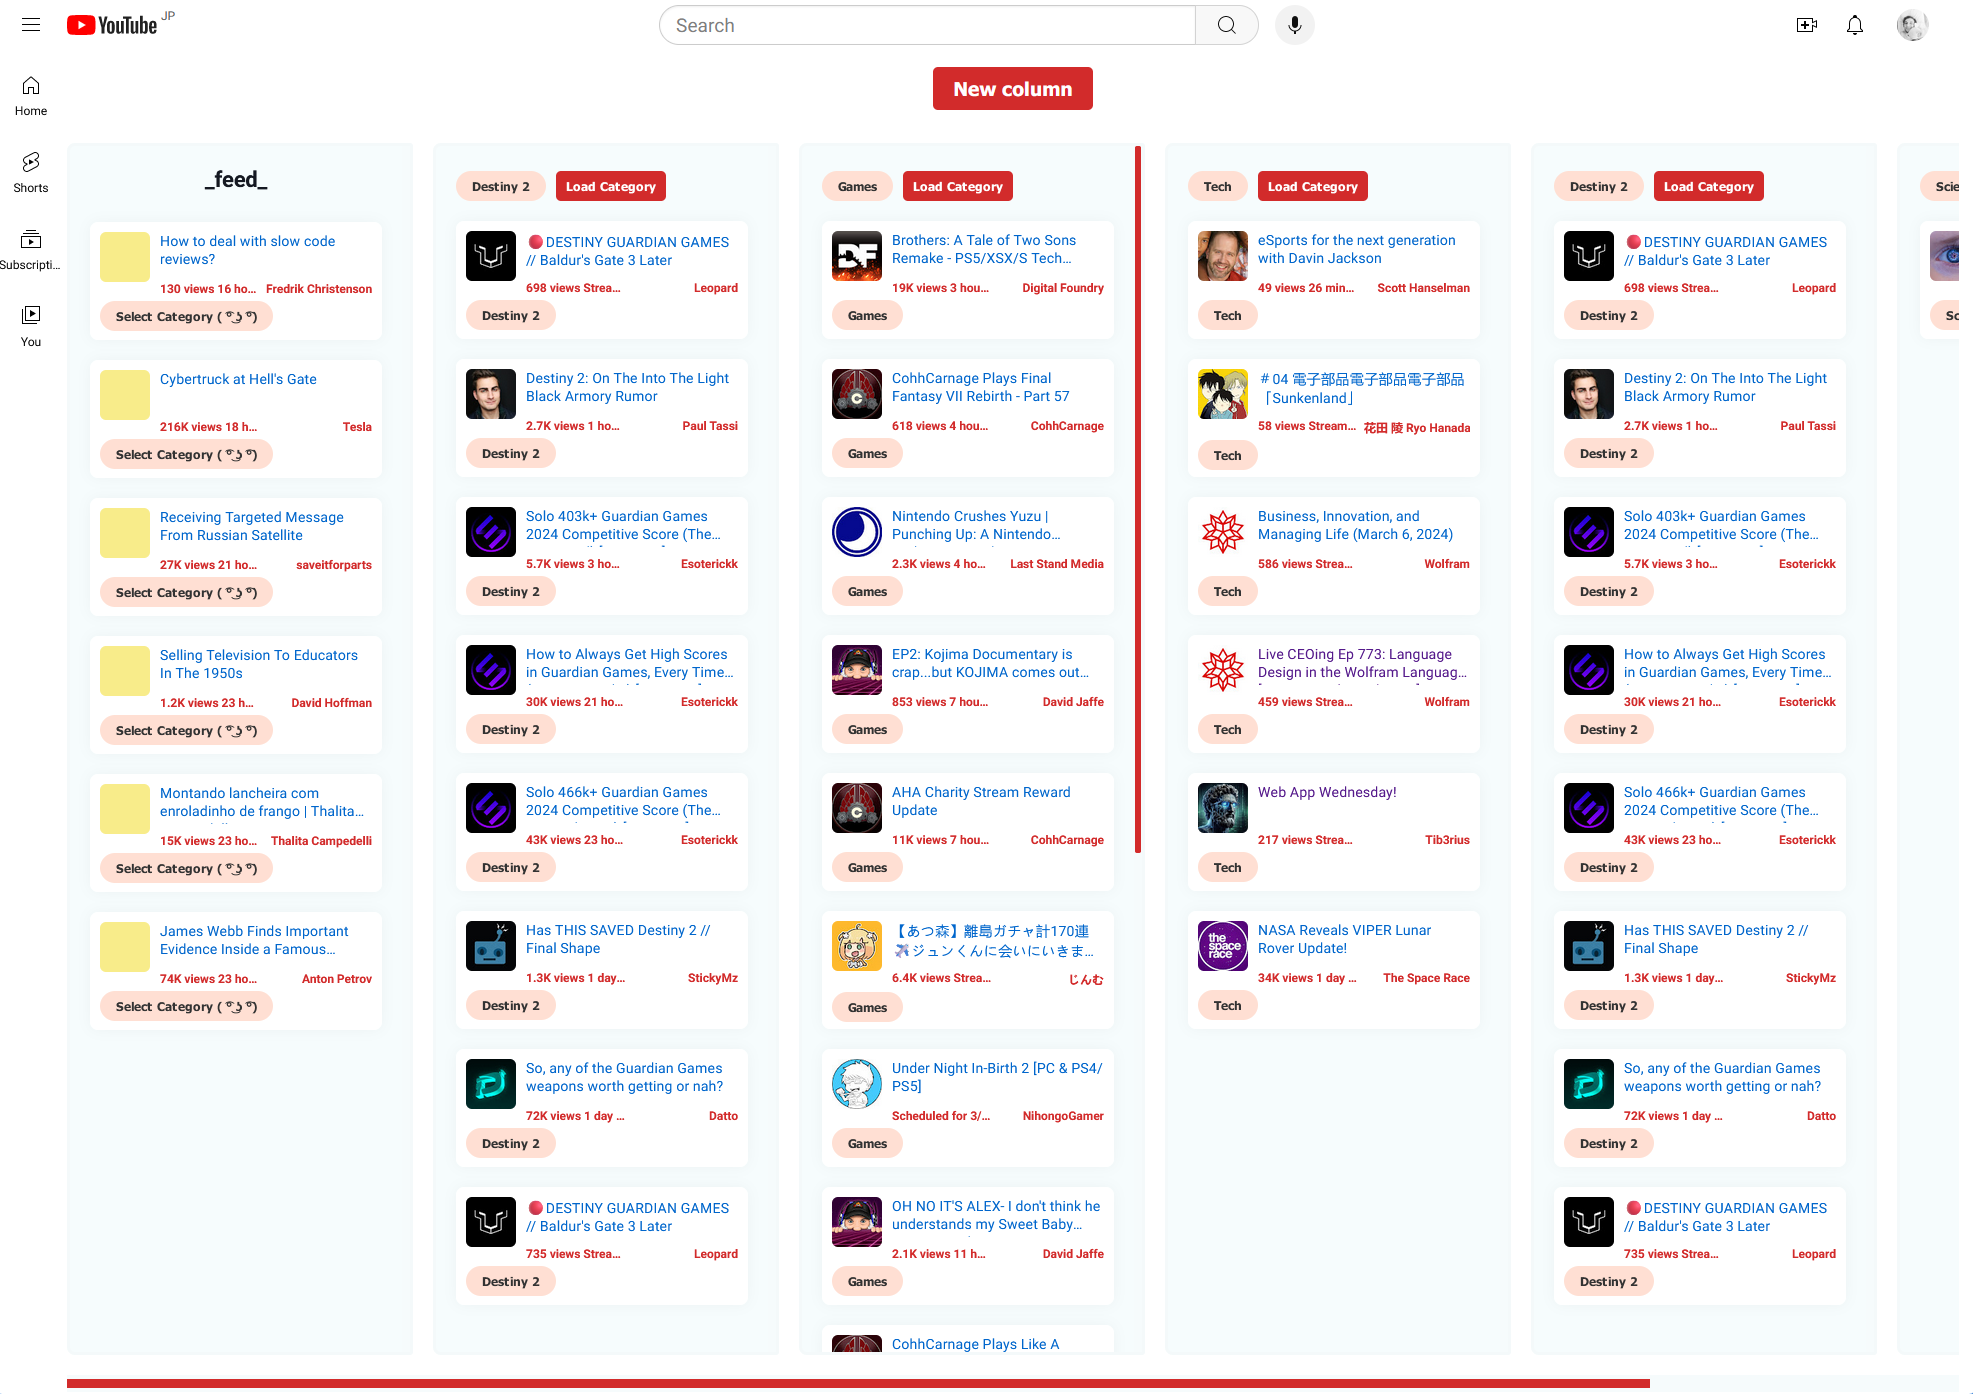 YouTube JP
Search
New column
Home
Shorts
Subscripti...
You
_feed_
How to deal with slow code
reviews?
130 views 16 ho... Fredrik Christenson
Select Category ( ͡° ͜ʖ ͡°)
Cybertruck at Hell's Gate
216K views 18 h... Tesla
Select Category ( ͡° ͜ʖ ͡°)
Receiving Targeted Message
From Russian Satellite
27K views 21 ho... saveitforparts
Select Category ( ͡° ͜ʖ ͡°)
Selling Television To Educators
In The 1950s
1.2K views 23 h... David Hoffman
Select Category ( ͡° ͜ʖ ͡°)
Montando lancheira com
enroladinho de frango | Thalita...
15K views 23 ho... Thalita Campedelli
Select Category ( ͡° ͜ʖ ͡°)
James Webb Finds Important
Evidence Inside a Famous...
74K views 23 ho... Anton Petrov
Select Category ( ͡° ͜ʖ ͡°)
Destiny 2 Load Category
🔴DESTINY GUARDIAN GAMES
// Baldur's Gate 3 Later
698 views Strea... Leopard
Destiny 2
Destiny 2: On The Into The Light
Black Armory Rumor
2.7K views 1 ho... Paul Tassi
Destiny 2
Solo 403k+ Guardian Games
2024 Competitive Score (The...
5.7K views 3 ho... Esoterickk
Destiny 2
How to Always Get High Scores
in Guardian Games, Every Time...
30K views 21 ho... Esoterickk
Destiny 2
Solo 466k+ Guardian Games
2024 Competitive Score (The...
43K views 23 ho... Esoterickk
Destiny 2
Has THIS SAVED Destiny 2 //
Final Shape
1.3K views 1 day... StickyMz
Destiny 2
So, any of the Guardian Games
weapons worth getting or nah?
72K views 1 day ... Datto
Destiny 2
🔴DESTINY GUARDIAN GAMES
// Baldur's Gate 3 Later
735 views Strea... Leopard
Destiny 2
Games Load Category
DF
Brothers: A Tale of Two Sons
Remake - PS5/XSX/S Tech...
19K views 3 hou... Digital Foundry
Games
CohhCarnage Plays Final
Fantasy VII Rebirth - Part 57
618 views 4 hou... CohhCarnage
Games
Nintendo Crushes Yuzu |
Punching Up: A Nintendo...
2.3K views 4 ho... Last Stand Media
Games
EP2: Kojima Documentary is
crap...but KOJIMA comes out...
853 views 7 hou... David Jaffe
Games
AHA Charity Stream Reward
Update
11K views 7 hou... CohhCarnage
Games
【あつ森】離島ガチャ計170連
✈️ジュンくんに会いにいきま...
6.4K views Strea... じんむ
Games
Under Night In-Birth 2 [PC & PS4/
PS5]
Scheduled for 3/... NihongoGamer
Games
OH NO IT'S ALEX- I don't think he
understands my Sweet Baby...
2.1K views 11 h... David Jaffe
Games
CohhCarnage Plays Like A
Tech Load Category
eSports for the next generation
with Davin Jackson
49 views 26 min... Scott Hanselman
Tech
＃04 電子部品電子部品電子部品
「Sunkenland」
58 views Stream... 花田 陵 Ryo Hanada
Tech
Business, Innovation, and
Managing Life (March 6, 2024)
586 views Strea... Wolfram
Tech
Live CEOing Ep 773: Language
Design in the Wolfram Languag...
459 views Strea... Wolfram
Tech
Web App Wednesday!
217 views Strea... Tib3rius
Tech
the
space
race
NASA Reveals VIPER Lunar
Rover Update!
34K views 1 day ... The Space Race
Tech
Destiny 2 Load Category
🔴DESTINY GUARDIAN GAMES
// Baldur's Gate 3 Later
698 views Strea... Leopard
Destiny 2
Destiny 2: On The Into The Light
Black Armory Rumor
2.7K views 1 ho... Paul Tassi
Destiny 2
Solo 403k+ Guardian Games
2024 Competitive Score (The...
5.7K views 3 ho... Esoterickk
Destiny 2
How to Always Get High Scores
in Guardian Games, Every Time...
30K views 21 ho... Esoterickk
Destiny 2
Solo 466k+ Guardian Games
2024 Competitive Score (The...
43K views 23 ho... Esoterickk
Destiny 2
Has THIS SAVED Destiny 2 //
Final Shape
1.3K views 1 day... StickyMz
Destiny 2
So, any of the Guardian Games
weapons worth getting or nah?
72K views 1 day ... Datto
Destiny 2
🔴DESTINY GUARDIAN GAMES
// Baldur's Gate 3 Later
735 views Strea... Leopard
Destiny 2
Scie
Sc